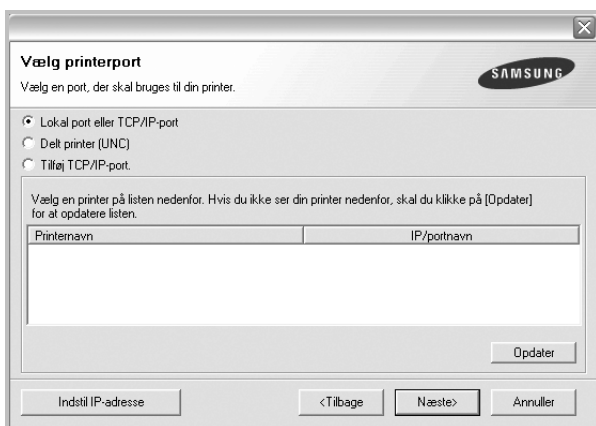 Vælg printerport
Vælg en port, der skal bruges til din printer.
SAMSUNG
Lokal port eller TCP/IP-port
Delt printer (UNC)
Tilføj TCP/IP-port.
Vælg en printer på listen nedenfor. Hvis du ikke ser din printer nedenfor, skal du klikke på [Opdater]
for at opdatere listen.
Printernavn IP/portnavn
Opdater
Indstil IP-adresse <Tilbage Næste> Annuller